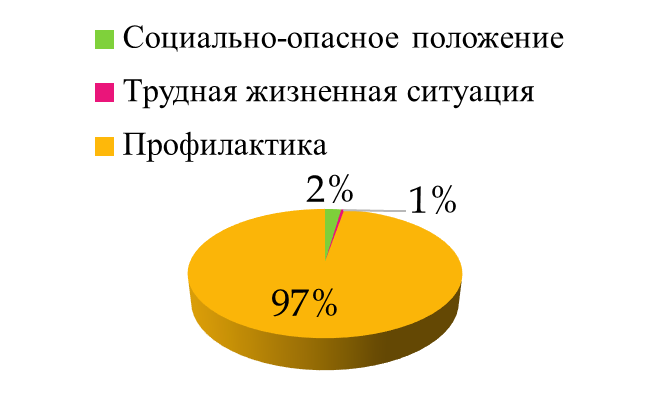 Социально-опасное положение
Трудная жизненная ситуация
Профилактика
2%
1%
97%